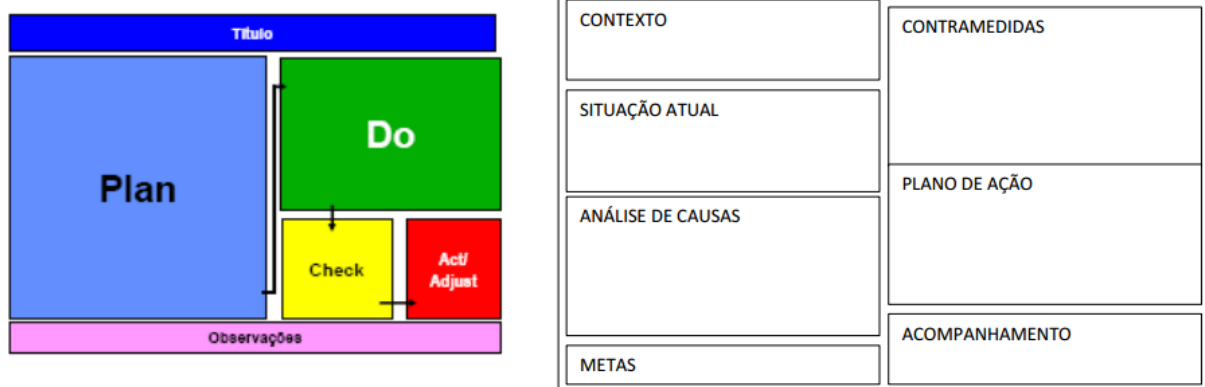 Título
Plan
Do
Check
Act/
Adjust
Observações
CONTEXTO
SITUAÇÃO ATUAL
ANÁLISE DE CAUSAS
METAS
CONTRAMEDIDAS
PLANO DE AÇÃO
ACOMPANHAMENTO